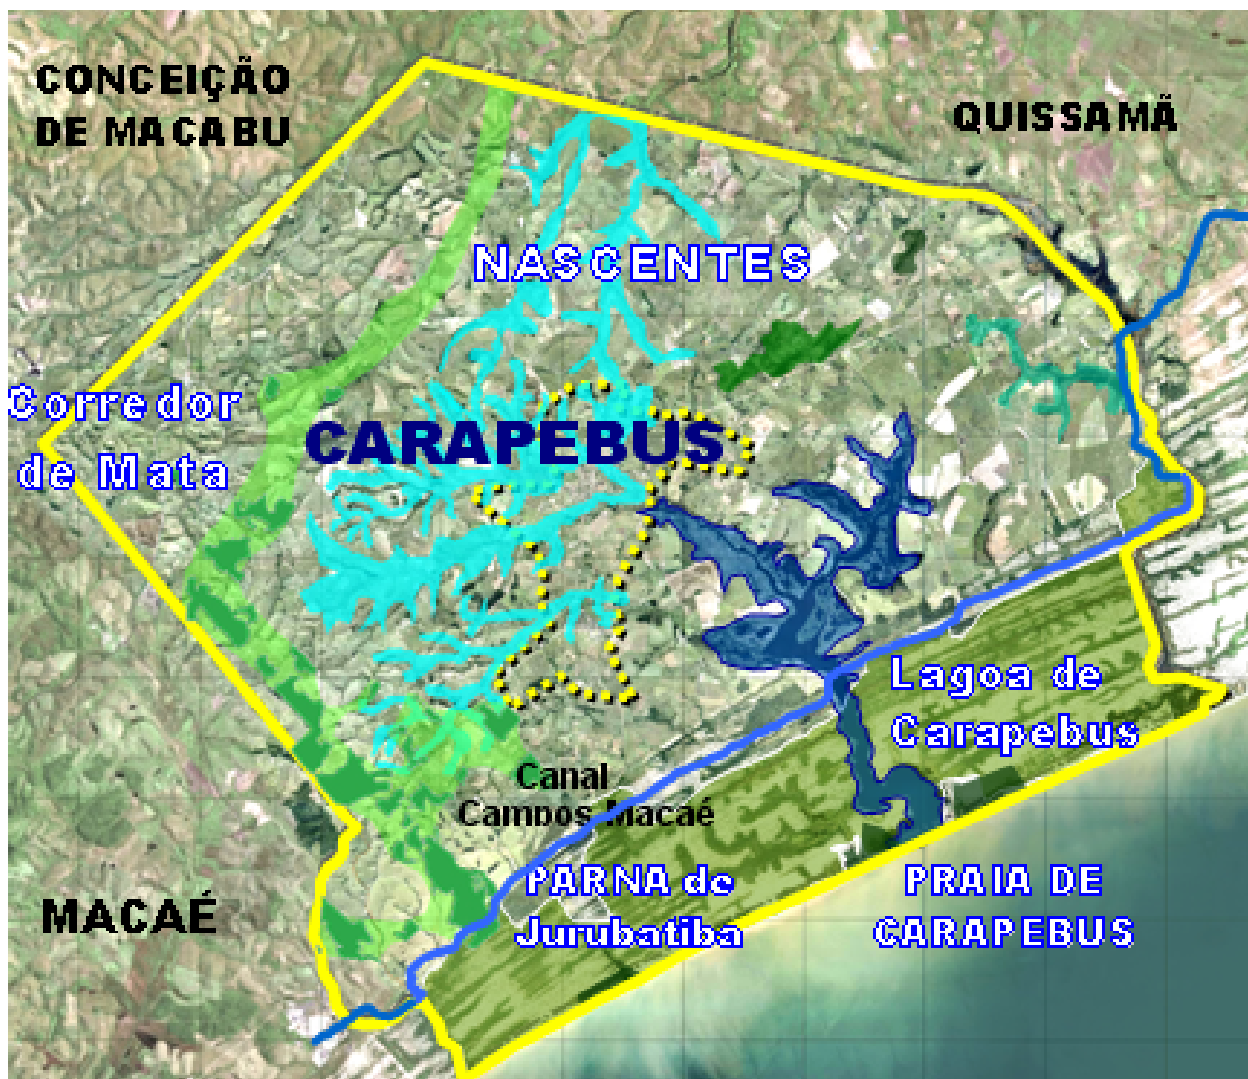 CONCEIÇÃO
DE MACABU
QUISSAMÃ
NASCENTES
Corredor
de Mata
CARAPEBUS
Lagoa de
Carapebus
Canal
Campos Macaé
PARNA de
Jurubatiba
PRAIA DE
CARAPEBUS
MACAÉ